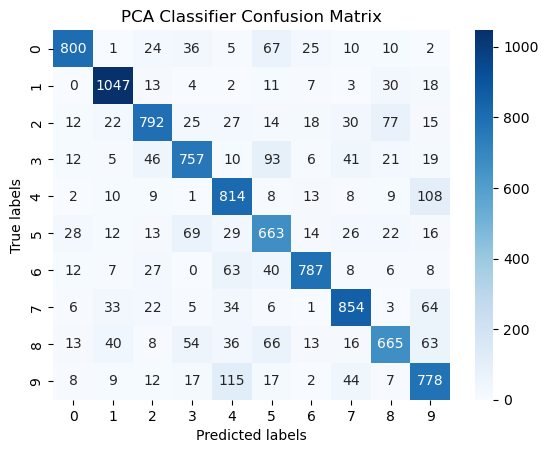 PCA Classifier Confusion Matrix
True labels
0 800 1 24 36 5 67 25 10 10 2
1 0 1047 13 4 2 11 7 3 30 18
2 12 22 792 25 27 14 18 30 77 15
3 12 5 46 757 10 93 6 41 21 19
4 2 10 9 1 814 8 13 8 9 108
5 28 12 13 69 29 663 14 26 22 16
6 12 7 27 0 63 40 787 8 6 8
7 6 33 22 5 34 6 1 854 3 64
8 13 40 8 54 36 66 13 16 665 63
9 8 9 12 17 115 17 2 44 7 778
0 1 2 3 4 5 6 7 8 9
Predicted labels
1000
800
600
400
200
0